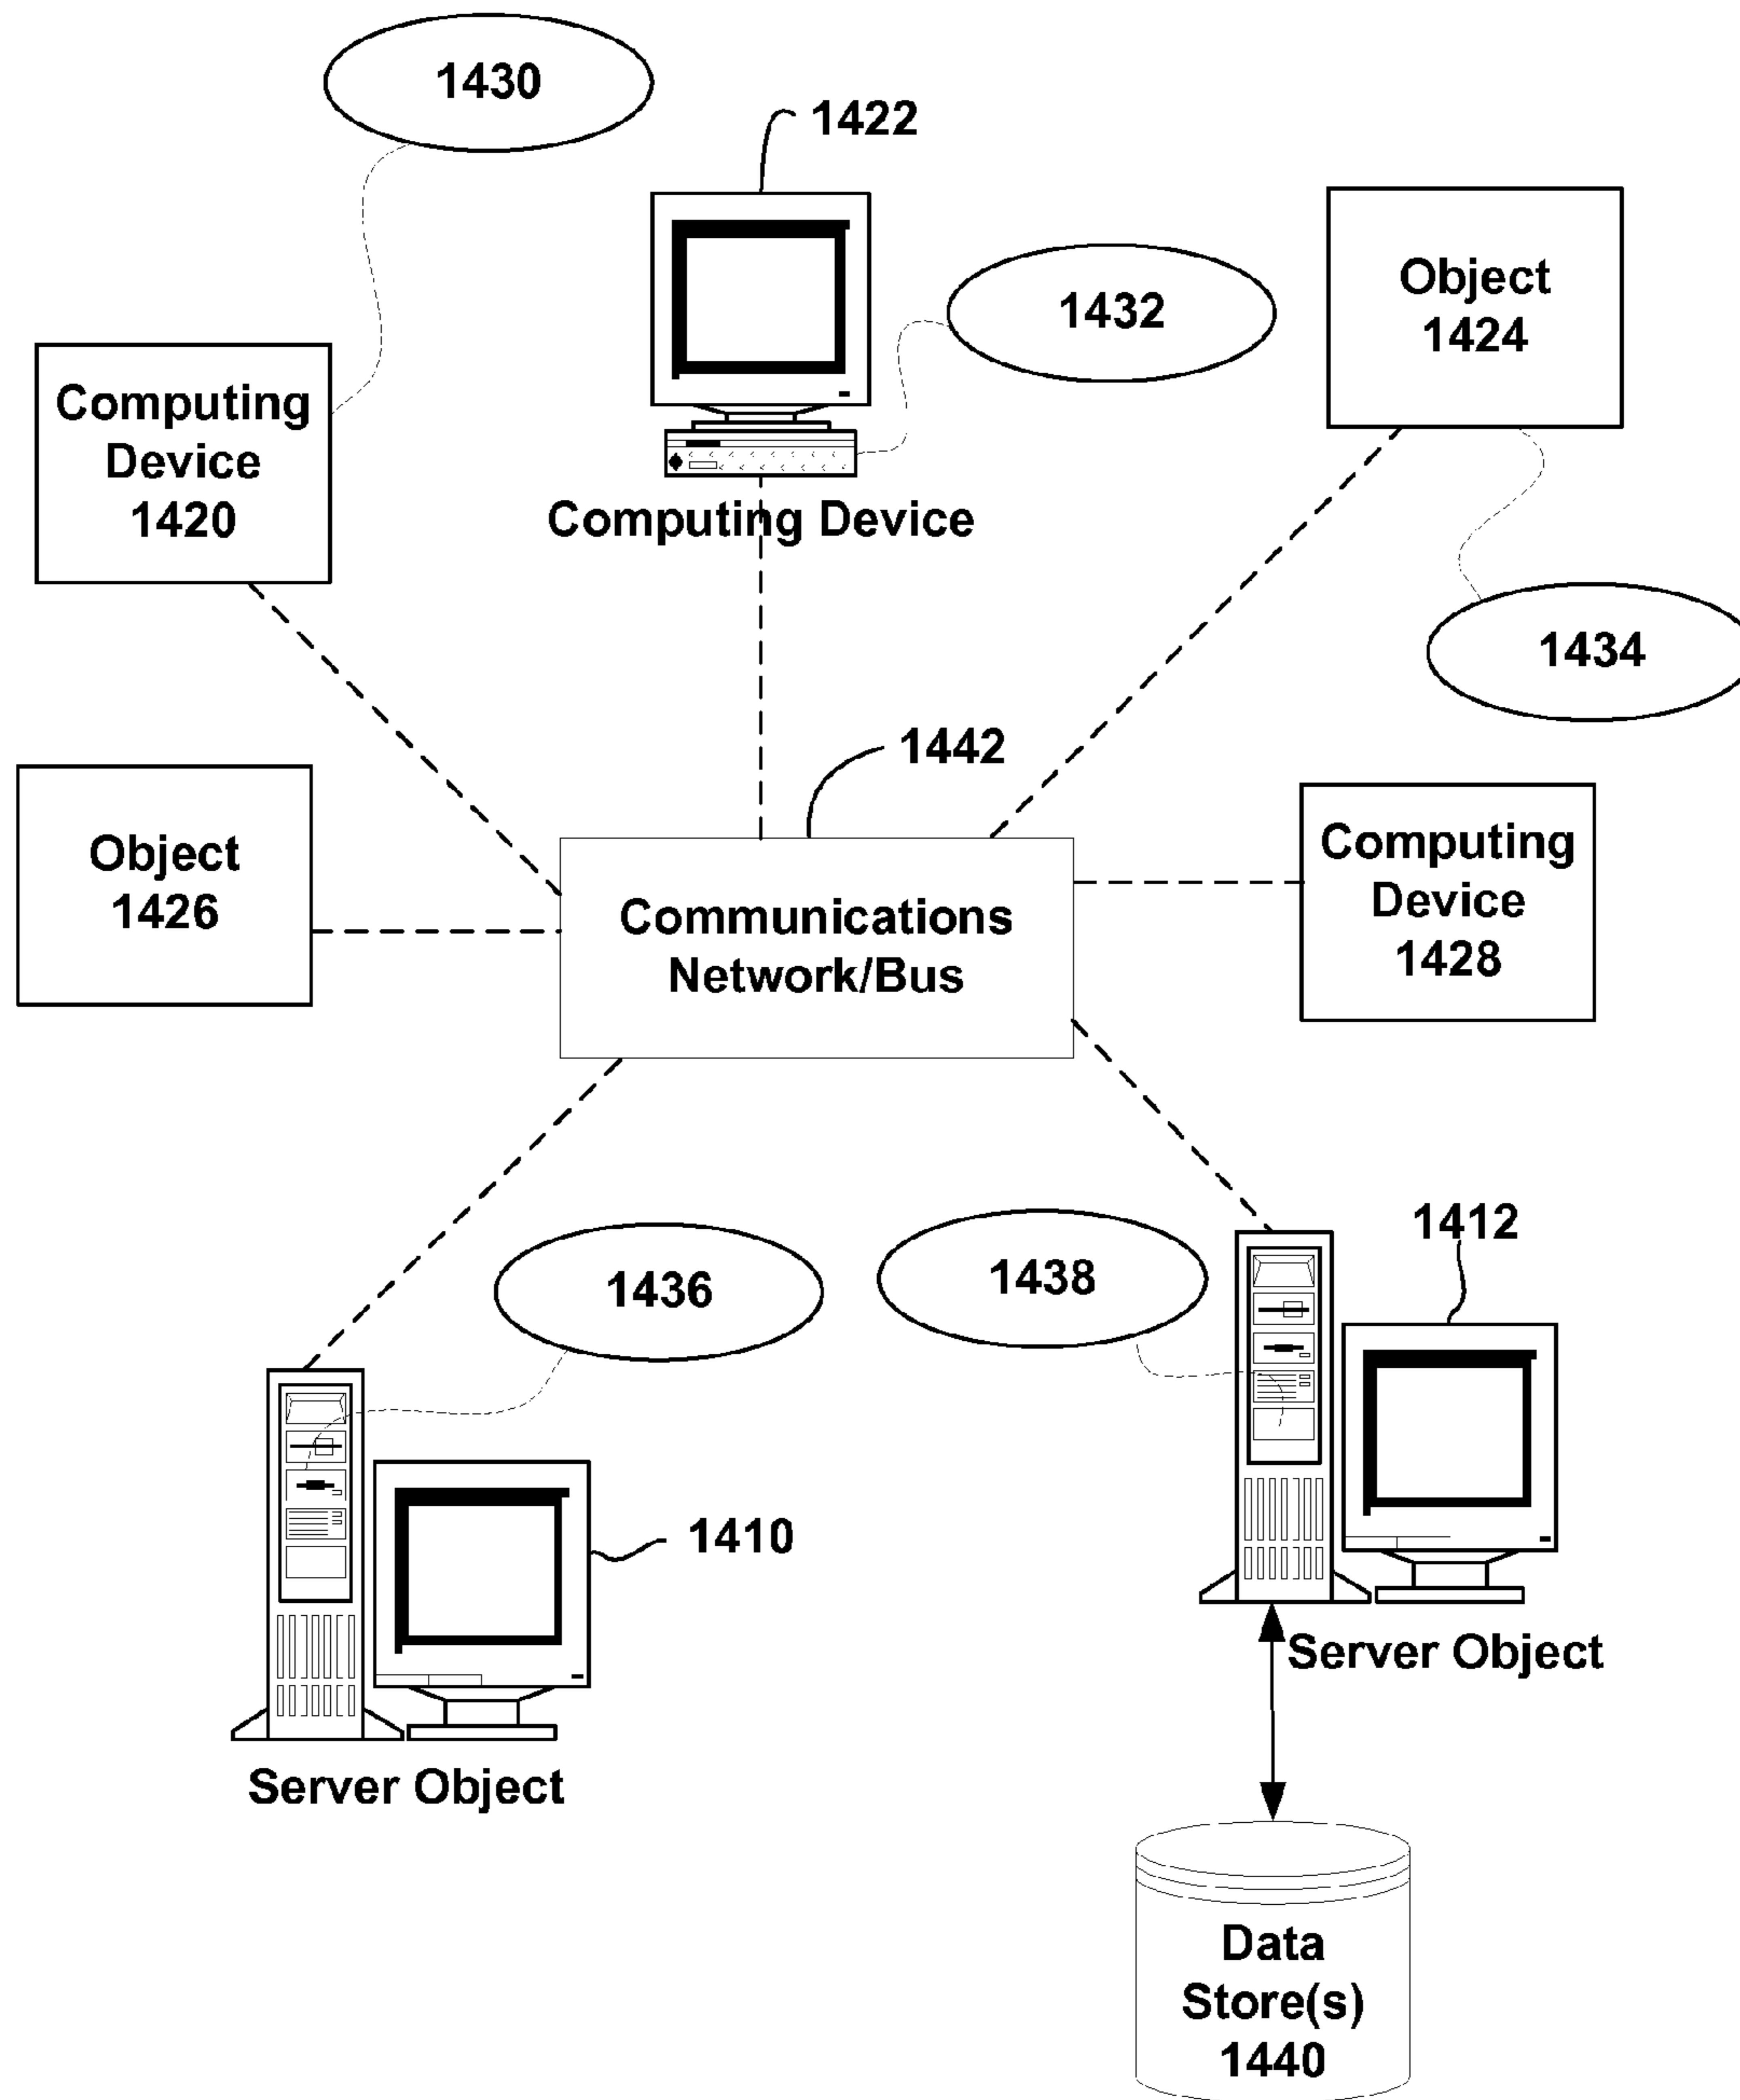 1430
1422
Object
1424
1432
Computing
Device
1420
Computing Device
1434
1442
Object
1426
Communications
Network/Bus
Computing
Device
1428
1412
1436
1438
1410
Server Object
Server Object
Data
Store(s)
1440